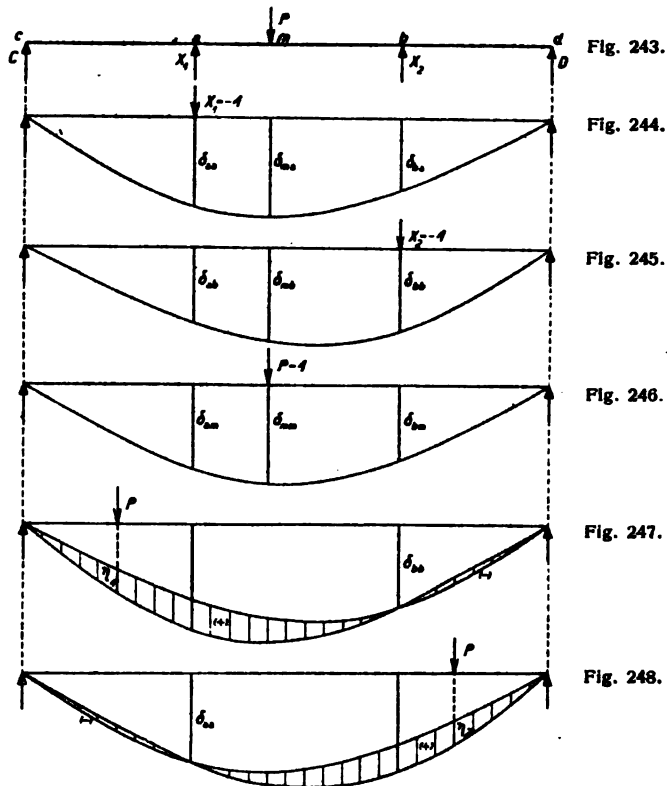 P
c a m b d Fig. 243.
C X₁ X₂ D
X₁=-1 Fig. 244.
δₐₐ δₘₐ δbₐ
X₂=-1 Fig. 245.
δₐb δₘb δbb
P=1 Fig. 246.
δₐₘ δₘₘ δbₘ
P Fig. 247.
η₁ (+) δbb (-)
P Fig. 248.
(-) δₐₐ (+) η₂